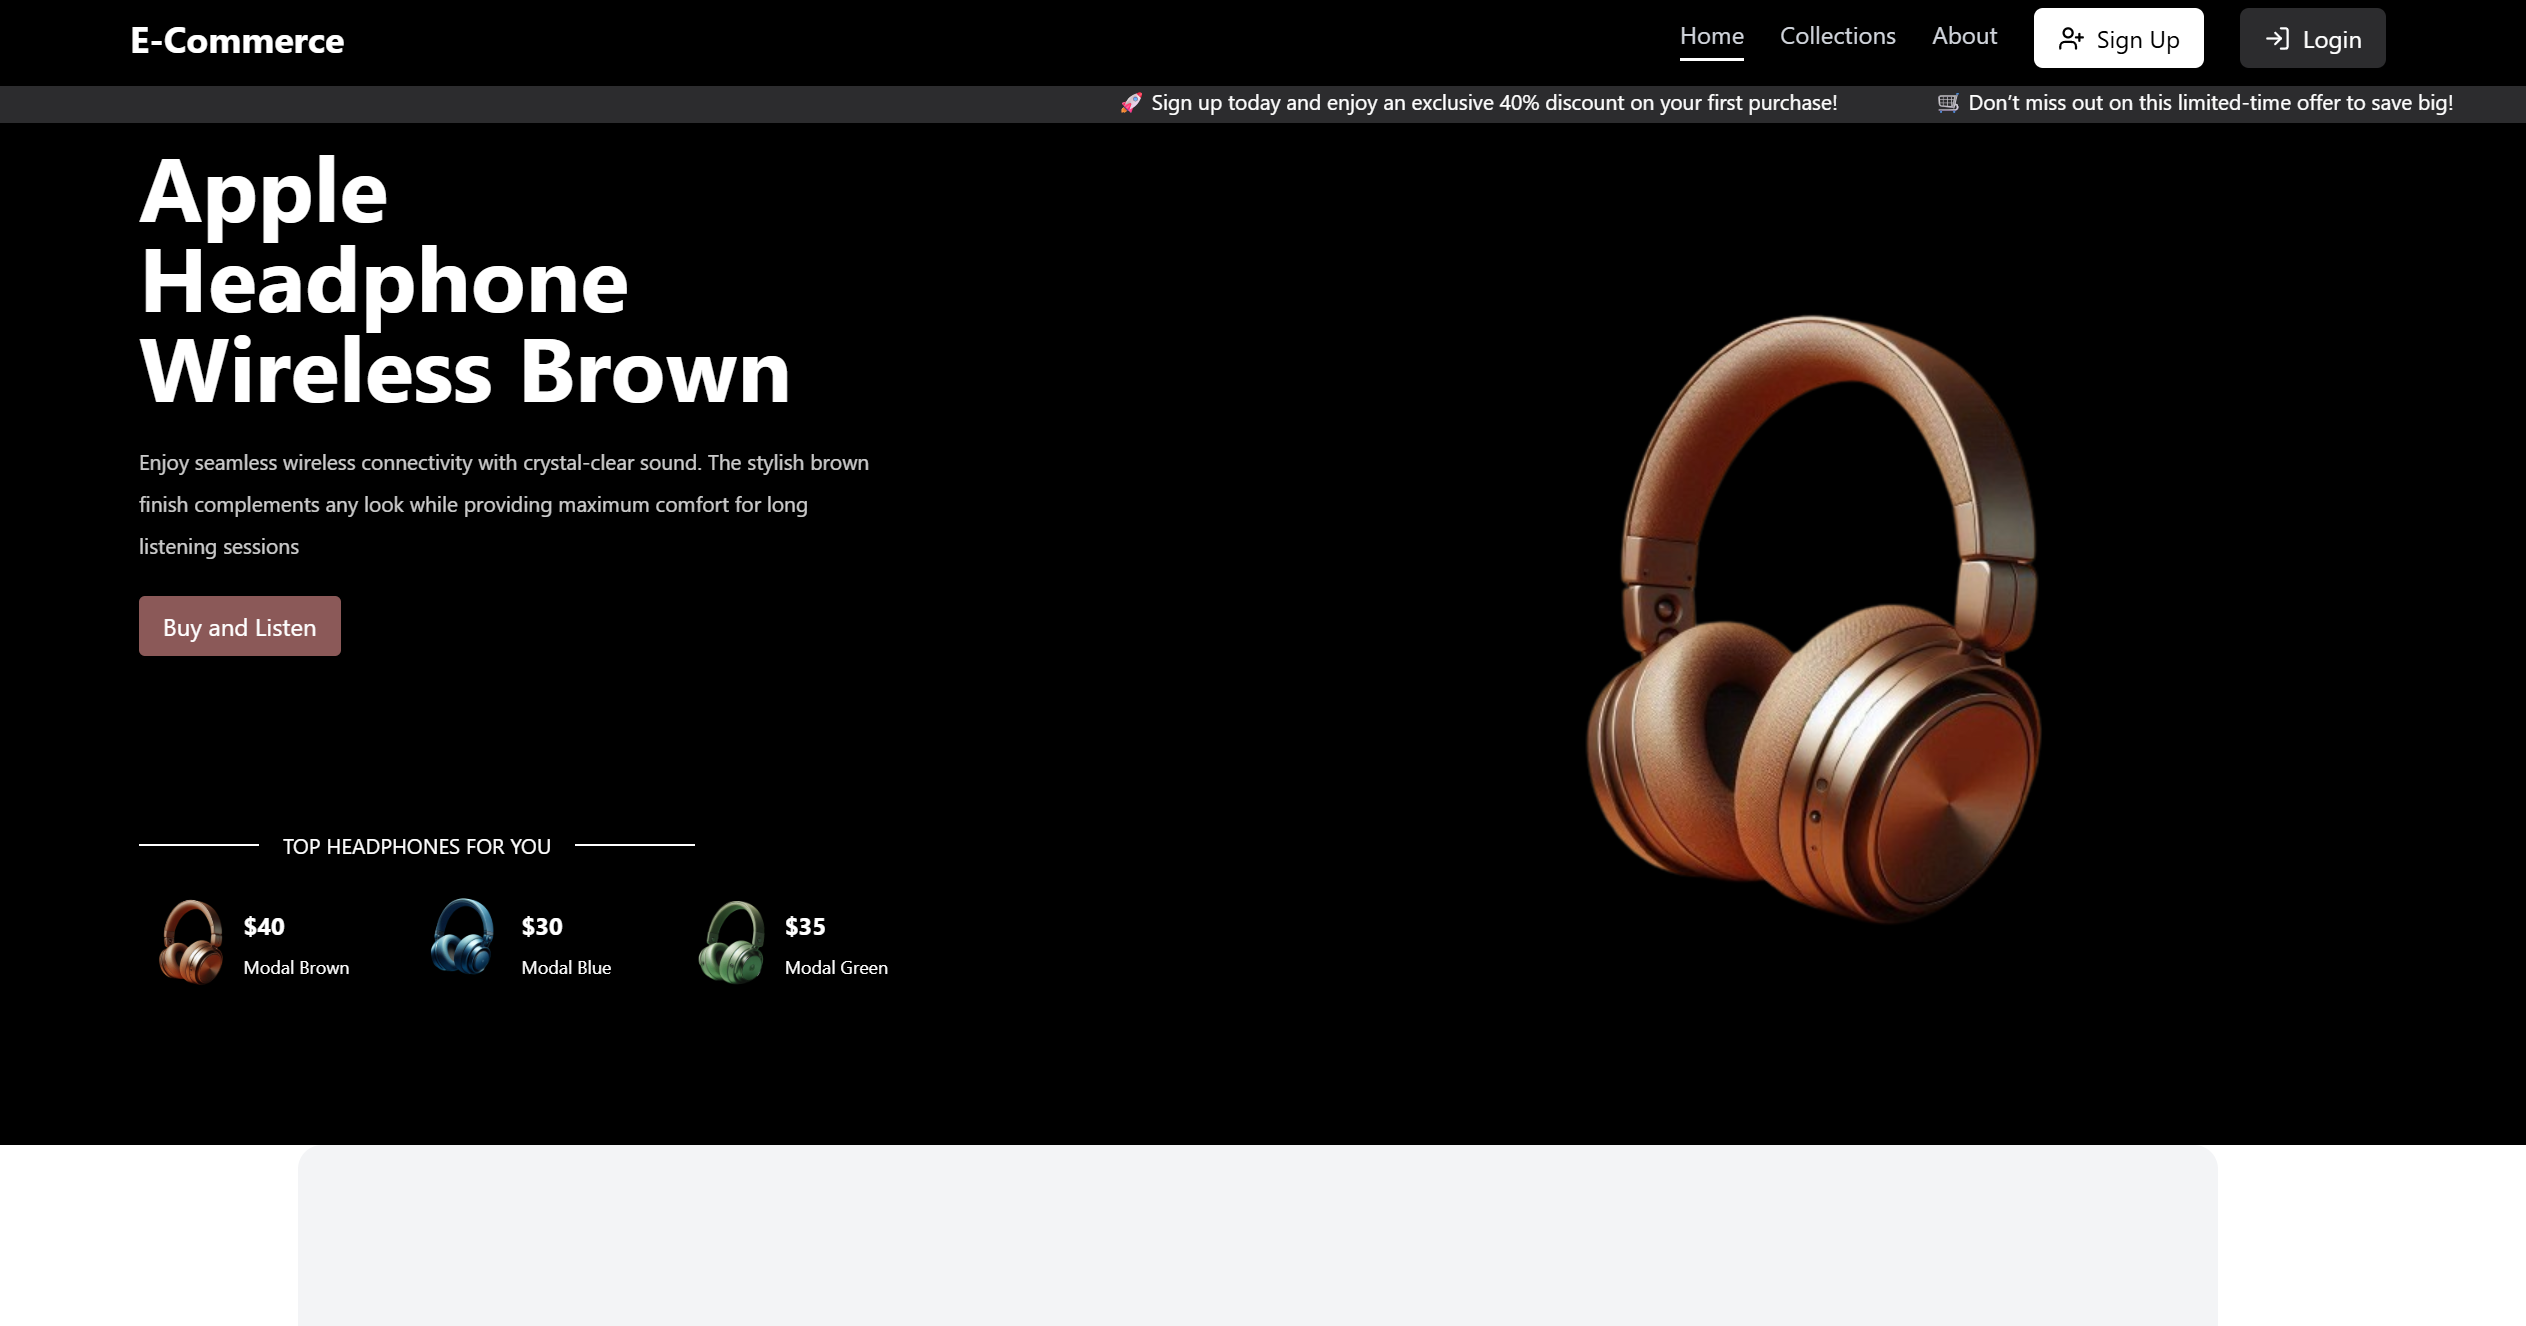 E-Commerce
Home Collections About Sign Up Login
🚀 Sign up today and enjoy an exclusive 40% discount on your first purchase! 🛒 Don’t miss out on this limited-time offer to save big!
Apple
Headphone
Wireless Brown
Enjoy seamless wireless connectivity with crystal-clear sound. The stylish brown
finish complements any look while providing maximum comfort for long
listening sessions
Buy and Listen
TOP HEADPHONES FOR YOU
$40
Modal Brown
$30
Modal Blue
$35
Modal Green